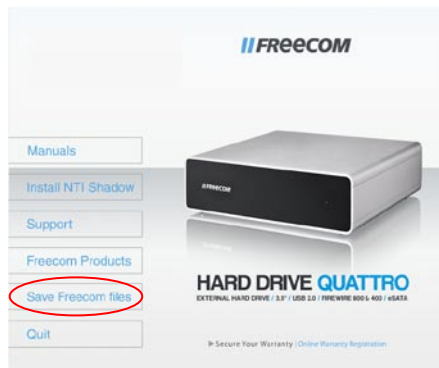 FREECOM
Manuals
Install NTI Shadow
Support
Freecom Products
Save Freecom files
Quit
FREECOM
HARD DRIVE QUATTRO
EXTERNAL HARD DRIVE / 3.5" / USB 2.0 / FIREWIRE 800 & 400 / eSATA
Secure Your Warranty | Online Warranty Registration